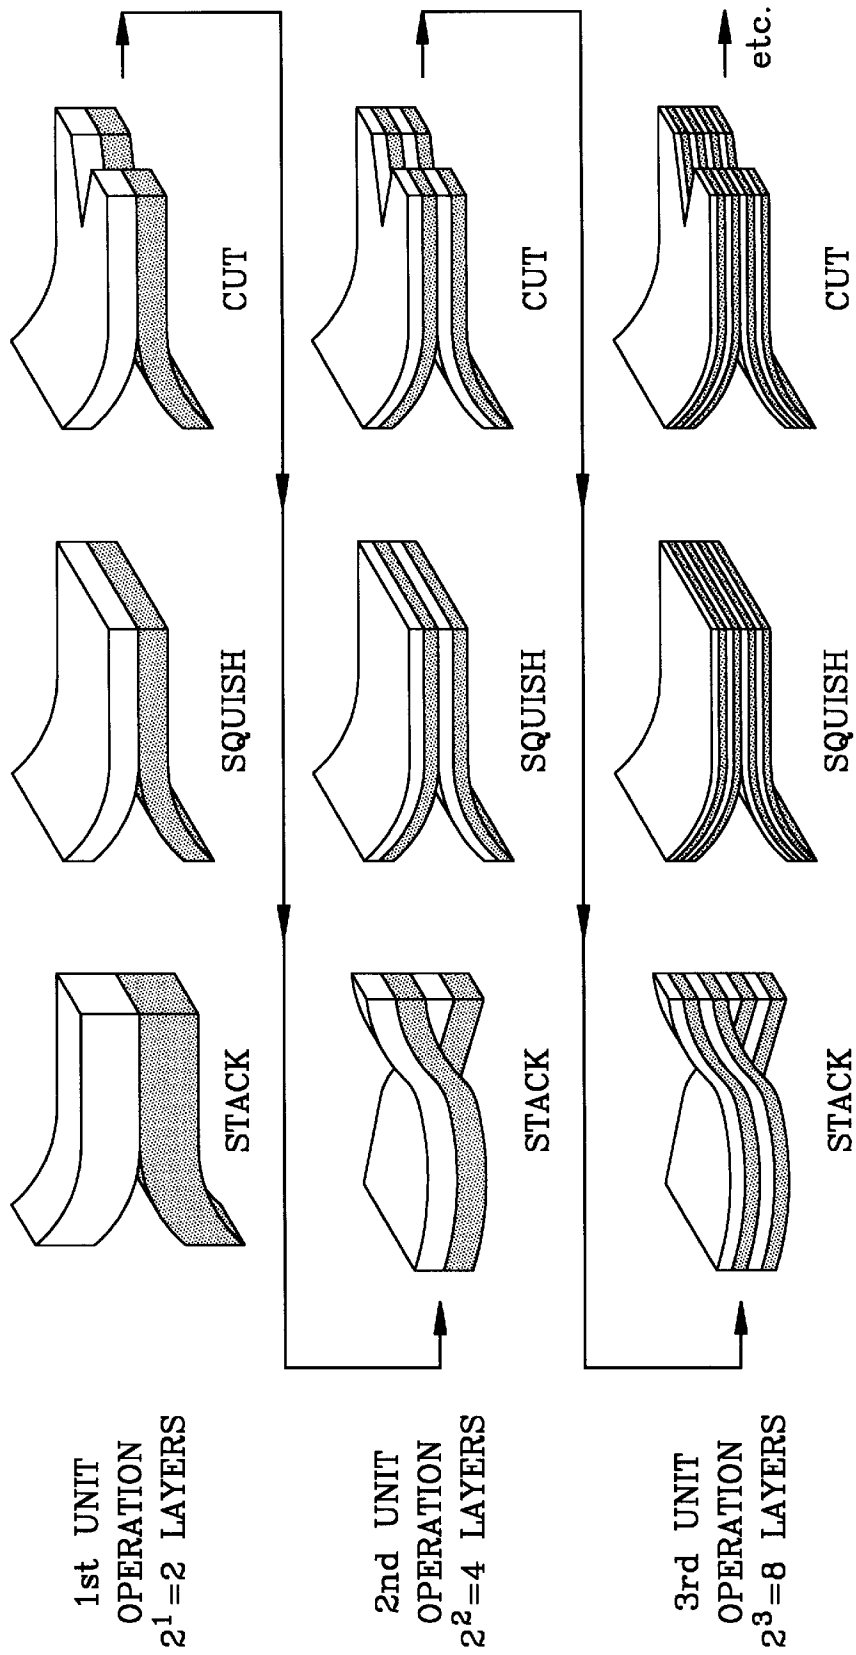 1st UNIT
OPERATION
2¹=2 LAYERS
STACK
SQUISH
CUT
2nd UNIT
OPERATION
2²=4 LAYERS
STACK
SQUISH
CUT
3rd UNIT
OPERATION
2³=8 LAYERS
STACK
SQUISH
CUT
etc.